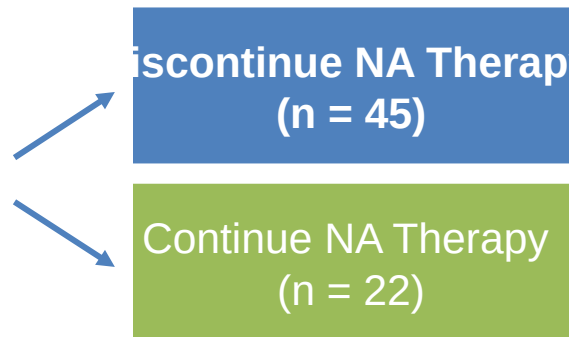 iscontinue NA Therap
(n = 45)
Continue NA Therapy
(n = 22)